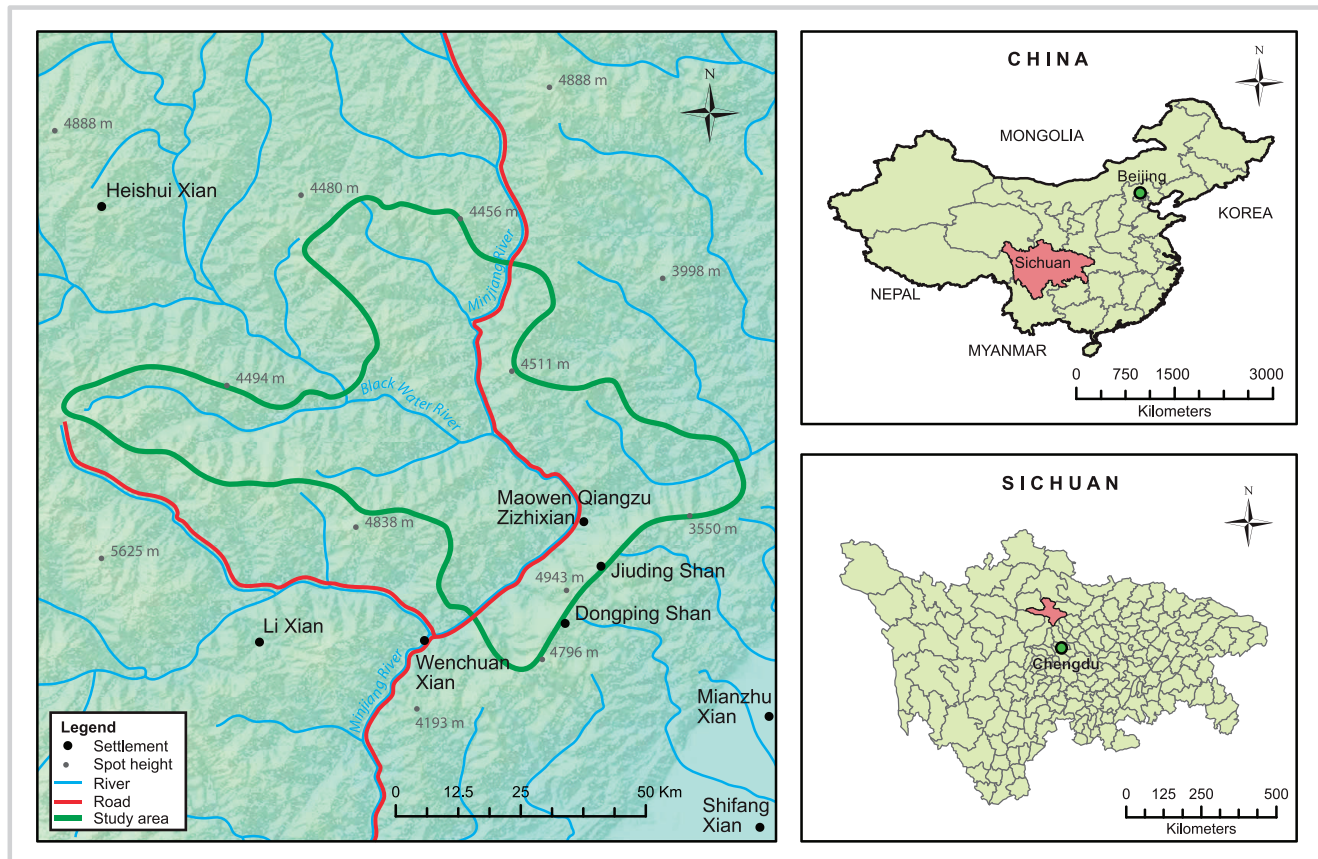 N
4888 m
4888 m
Heishui Xian
4480 m
4456 m
Minjiang River
3998 m
4511 m
4494 m
Black Water River
Maowen Qiangzu
Zizhixian
3550 m
4838 m
5625 m
Jiuding Shan
4943 m
Dongping Shan
Li Xian
Wenchuan
Xian
4796 m
Minjiang River
4193 m
Mianzhu
Xian
Shifang
Xian
Legend
Settlement
Spot height
River
Road
Study area
0 12.5 25 50 Km
CHINA
N
MONGOLIA
Beijing
KOREA
Sichuan
NEPAL
MYANMAR
0 750 1500 3000
Kilometers
SICHUAN
N
Chengdu
0 125 250 500
Kilometers